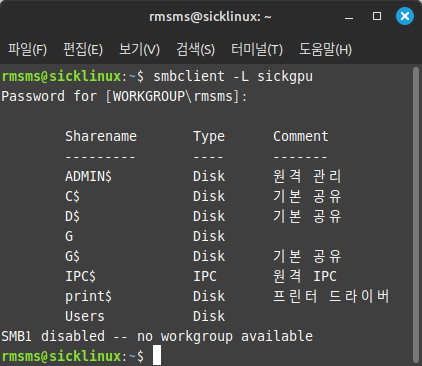 rmsms@sicklinux: ~
파일(F) 편집(E) 보기(V) 검색(S) 터미널(T) 도움말(H)
rmsms@sicklinux:~$ smbclient -L sickgpu
Password for [WORKGROUP\rmsms]:
Sharename Type Comment
--------- ---- -------
ADMIN$ Disk 원격 관리
C$ Disk 기본 공유
D$ Disk 기본 공유
G Disk
G$ Disk 기본 공유
IPC$ IPC 원격 IPC
print$ Disk 프린터 드라이버
Users Disk
SMB1 disabled -- no workgroup available
rmsms@sicklinux:~$